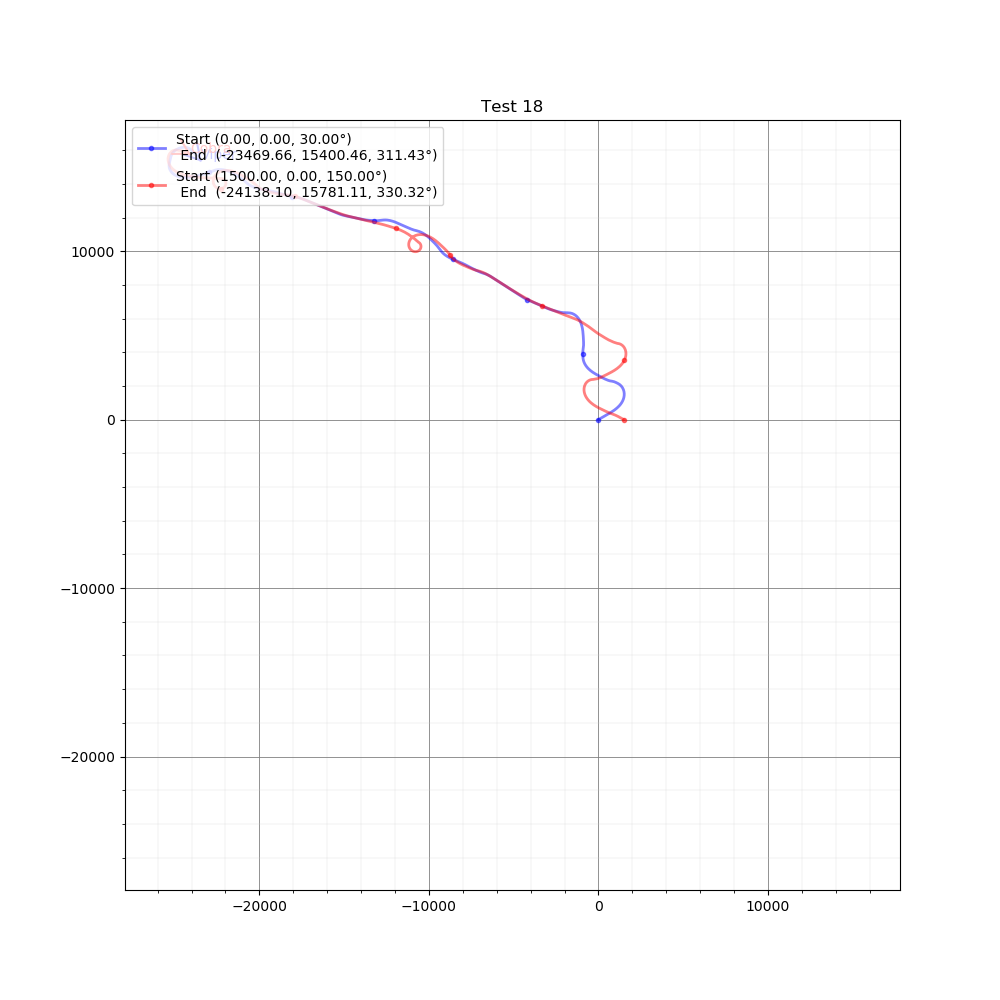 Test 18
Start (0.00, 0.00, 30.00°)
End  (-23469.66, 15400.46, 311.43°)
Start (1500.00, 0.00, 150.00°)
End  (-24138.10, 15781.11, 330.32°)
10000
0
−10000
−20000
−20000
−10000
0
10000